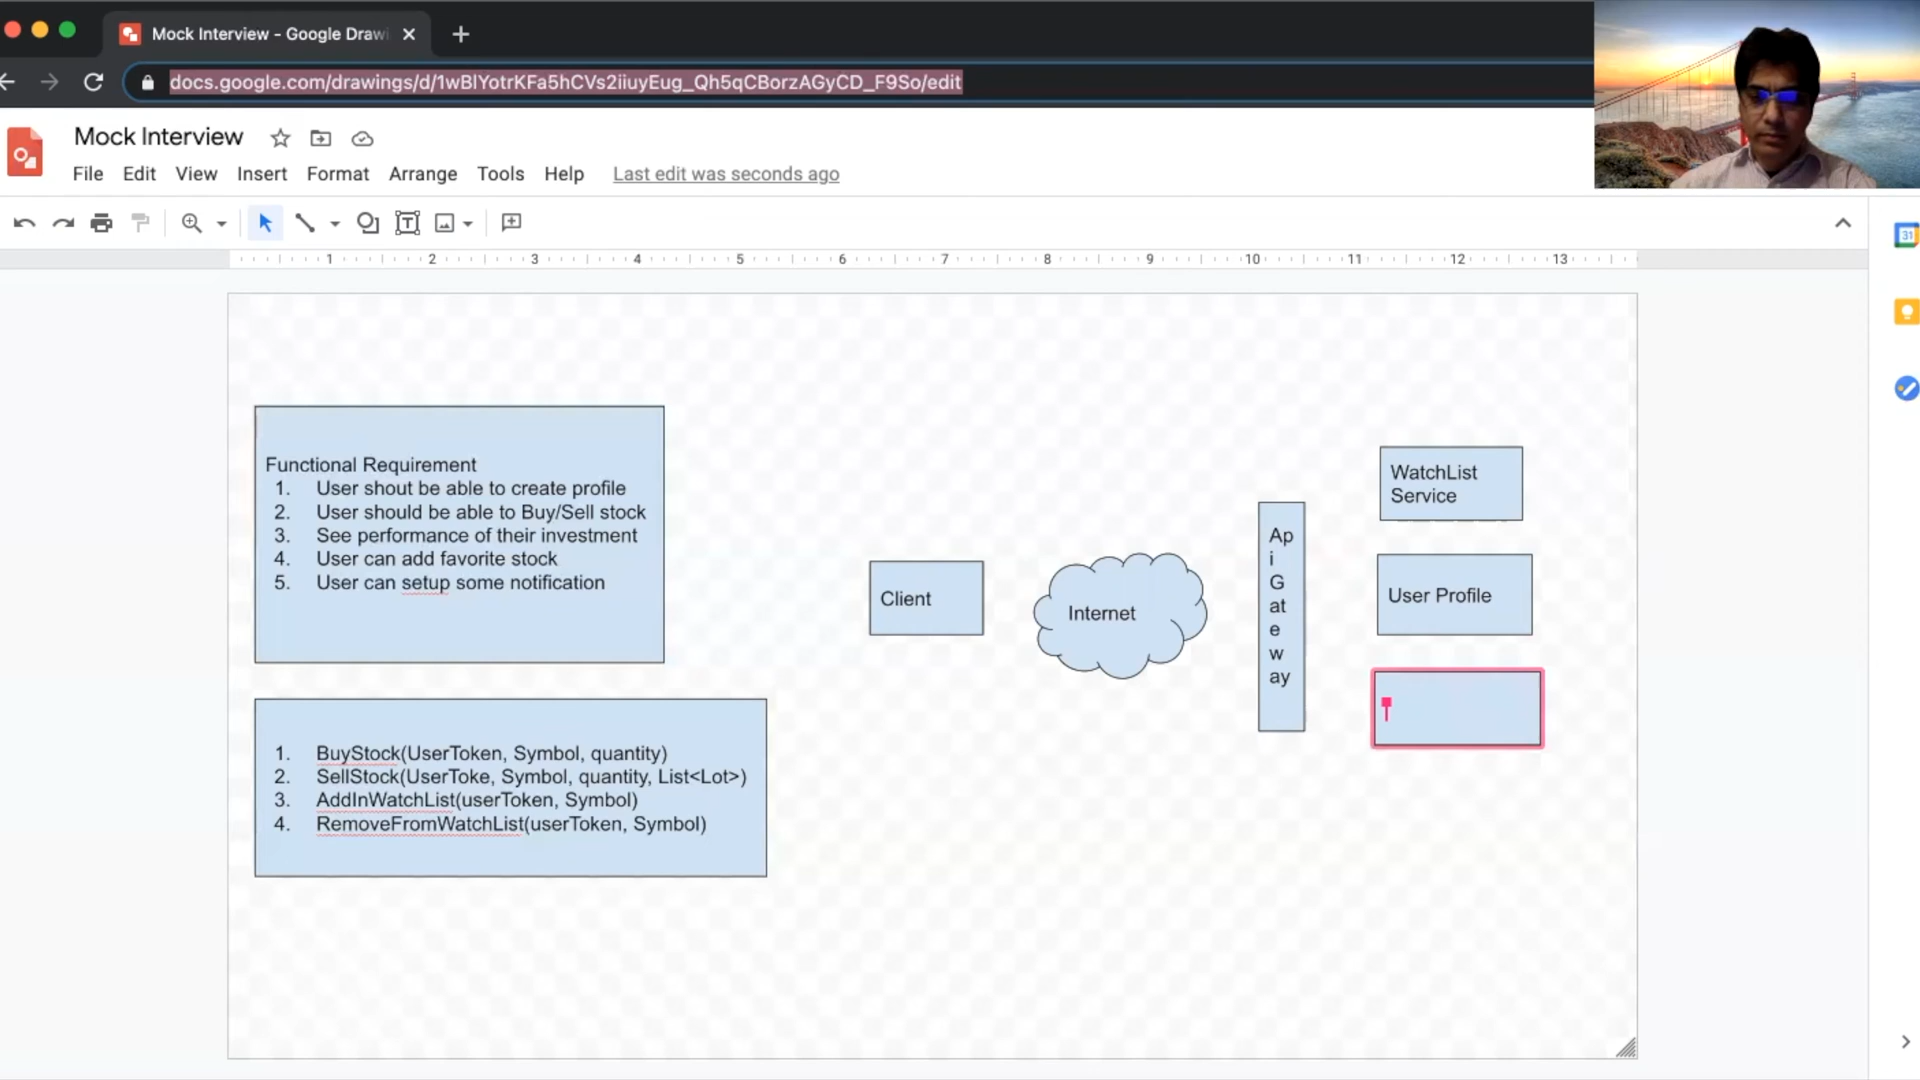 Mock Interview - Google Drawi
docs.google.com/drawings/d/1wBlYotrKFa5hCVs2iiuyEug_Qh5qCBorzAGyCD_F9So/edit
Mock Interview
File Edit View Insert Format Arrange Tools Help Last edit was seconds ago
1 2 3 4 5 6 7 8 9 10 11 12 13
31
Functional Requirement
1. User shout be able to create profile
2. User should be able to Buy/Sell stock
3. See performance of their investment
4. User can add favorite stock
5. User can setup some notification
1. BuyStock(UserToken, Symbol, quantity)
2. SellStock(UserToke, Symbol, quantity, List<Lot>)
3. AddInWatchList(userToken, Symbol)
4. RemoveFromWatchList(userToken, Symbol)
Client
Internet
Ap
i
G
at
e
w
ay
WatchList
Service
User Profile